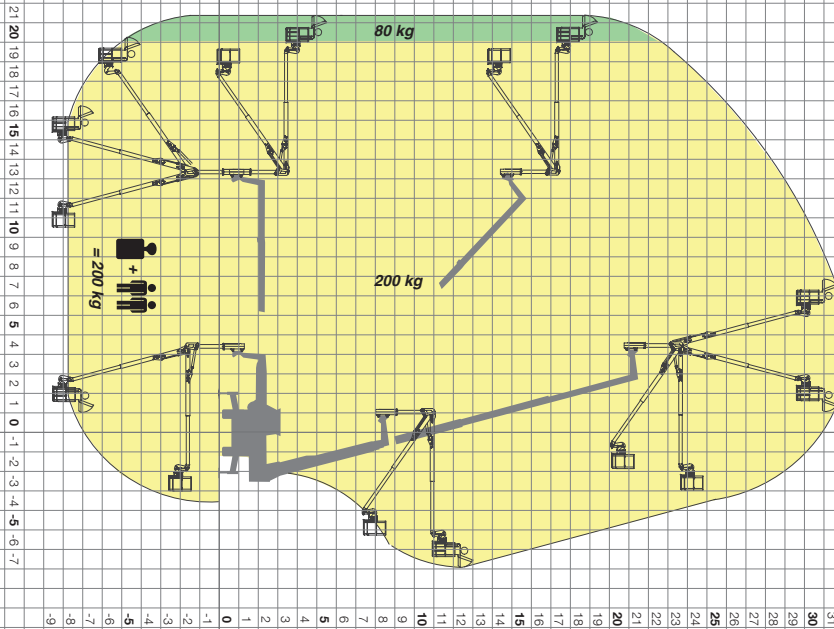 80 kg
200 kg
+
= 200 kg
21 20 19 18 17 16 15 14 13 12 11 10 9 8 7 6 5 4 3 2 1 0 -1 -2 -3 -4 -5 -6 -7
-9 -8 -7 -6 -5 -4 -3 -2 -1 0 1 2 3 4 5 6 7 8 9 10 11 12 13 14 15 16 17 18 19 20 21 22 23 24 25 26 27 28 29 30 31